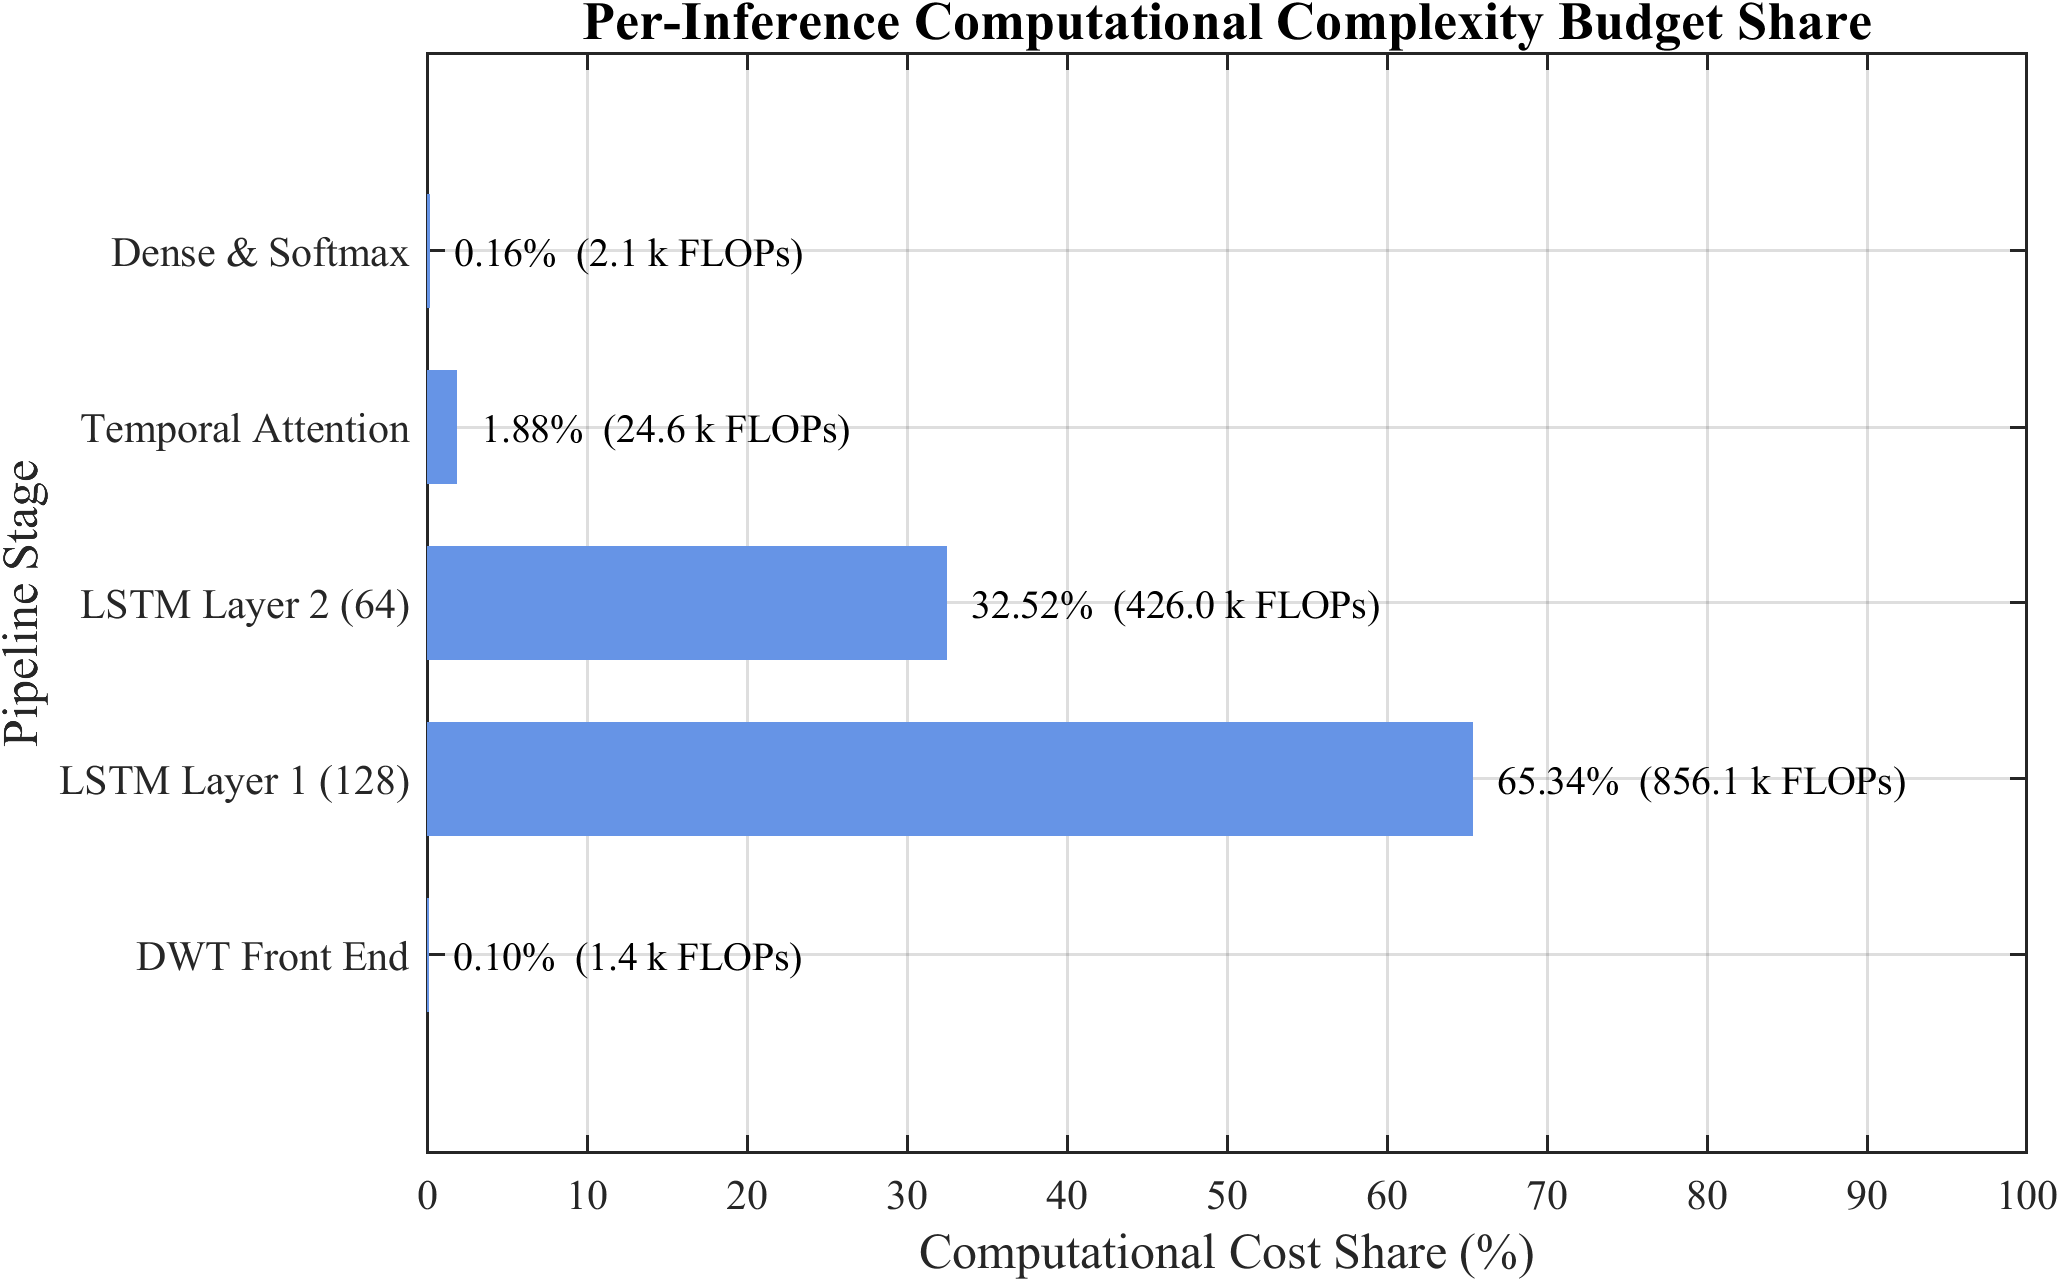 Per-Inference Computational Complexity Budget Share
Pipeline Stage
Dense & Softmax
0.16% (2.1 k FLOPs)
Temporal Attention
1.88% (24.6 k FLOPs)
LSTM Layer 2 (64)
32.52% (426.0 k FLOPs)
LSTM Layer 1 (128)
65.34% (856.1 k FLOPs)
DWT Front End
0.10% (1.4 k FLOPs)
0 10 20 30 40 50 60 70 80 90 100
Computational Cost Share (%)